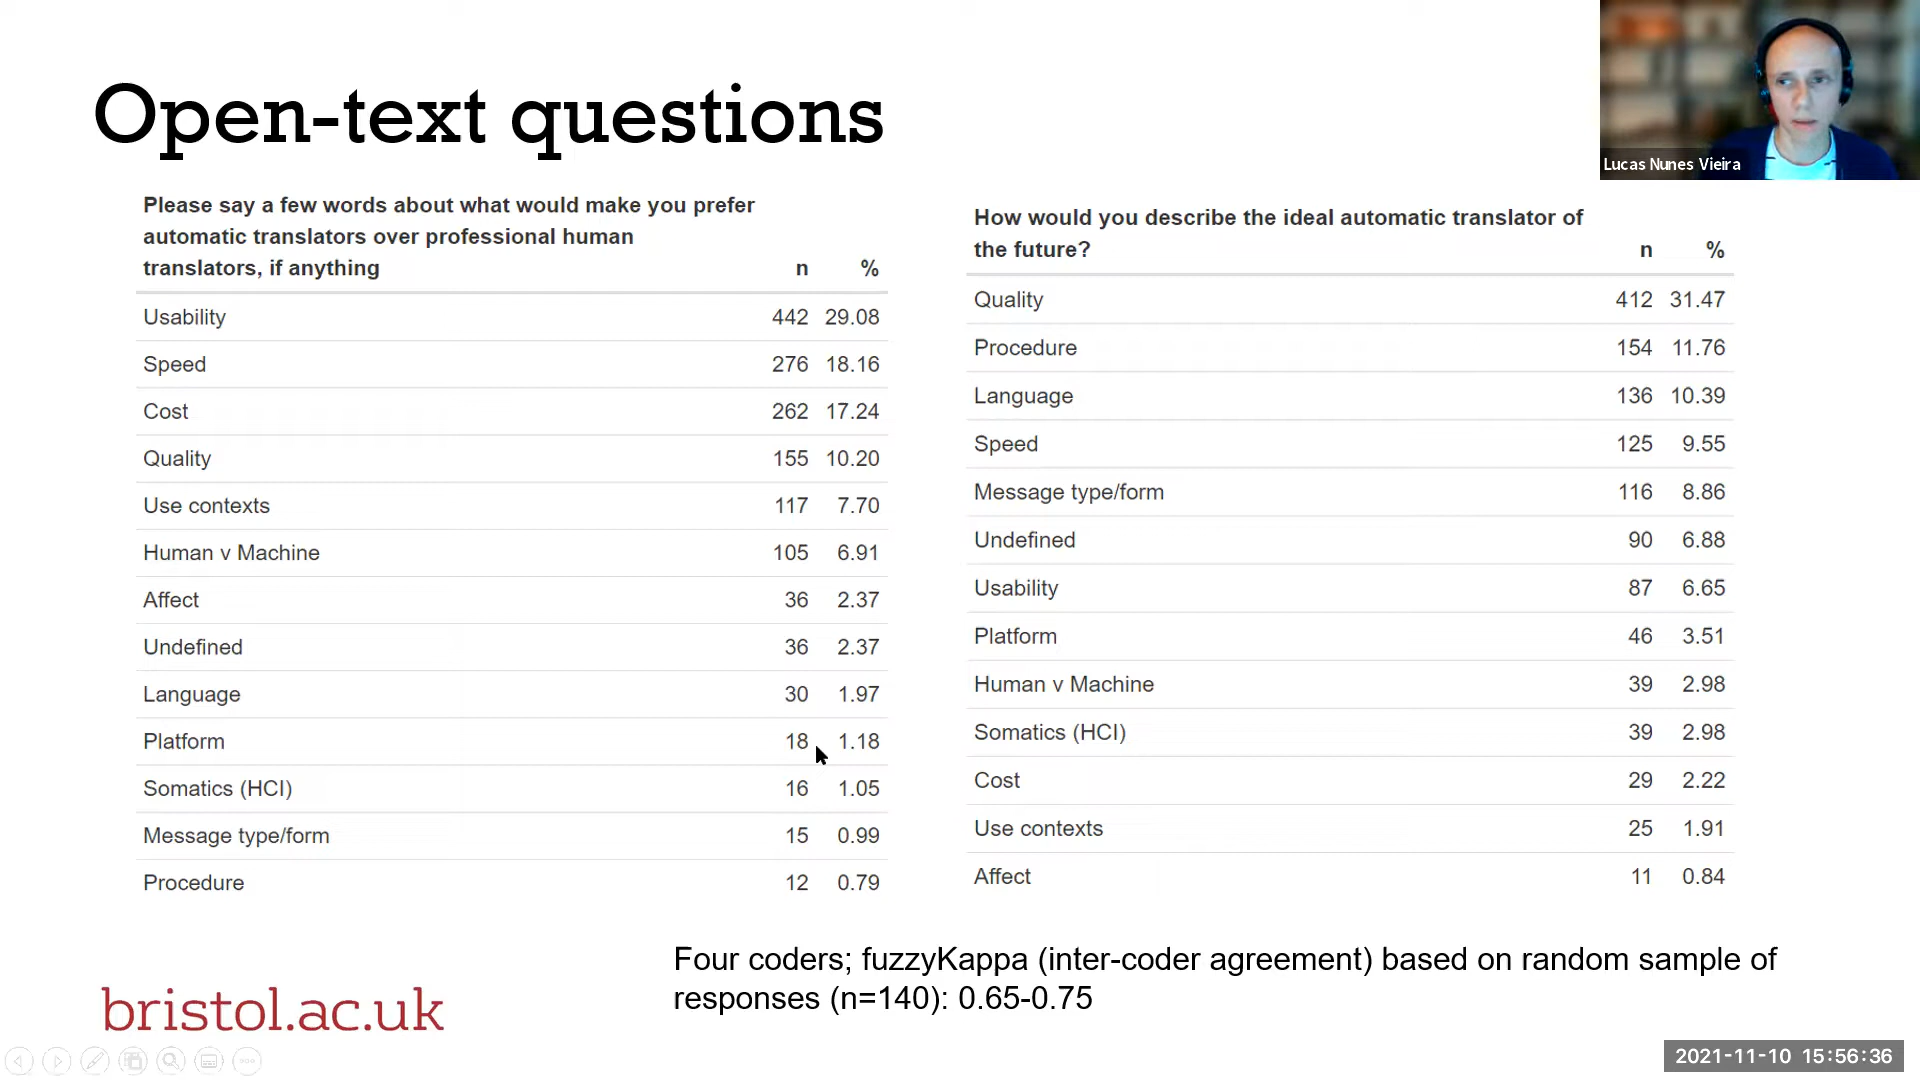 Open-text questions
Lucas Nunes Vieira
Please say a few words about what would make you prefer
automatic translators over professional human
translators, if anything n %
Usability 442 29.08
Speed 276 18.16
Cost 262 17.24
Quality 155 10.20
Use contexts 117 7.70
Human v Machine 105 6.91
Affect 36 2.37
Undefined 36 2.37
Language 30 1.97
Platform 18 1.18
Somatics (HCI) 16 1.05
Message type/form 15 0.99
Procedure 12 0.79
How would you describe the ideal automatic translator of
the future? n %
Quality 412 31.47
Procedure 154 11.76
Language 136 10.39
Speed 125 9.55
Message type/form 116 8.86
Undefined 90 6.88
Usability 87 6.65
Platform 46 3.51
Human v Machine 39 2.98
Somatics (HCI) 39 2.98
Cost 29 2.22
Use contexts 25 1.91
Affect 11 0.84
Four coders; fuzzyKappa (inter-coder agreement) based on random sample of
responses (n=140): 0.65-0.75
bristol.ac.uk
2021-11-10 15:56:36